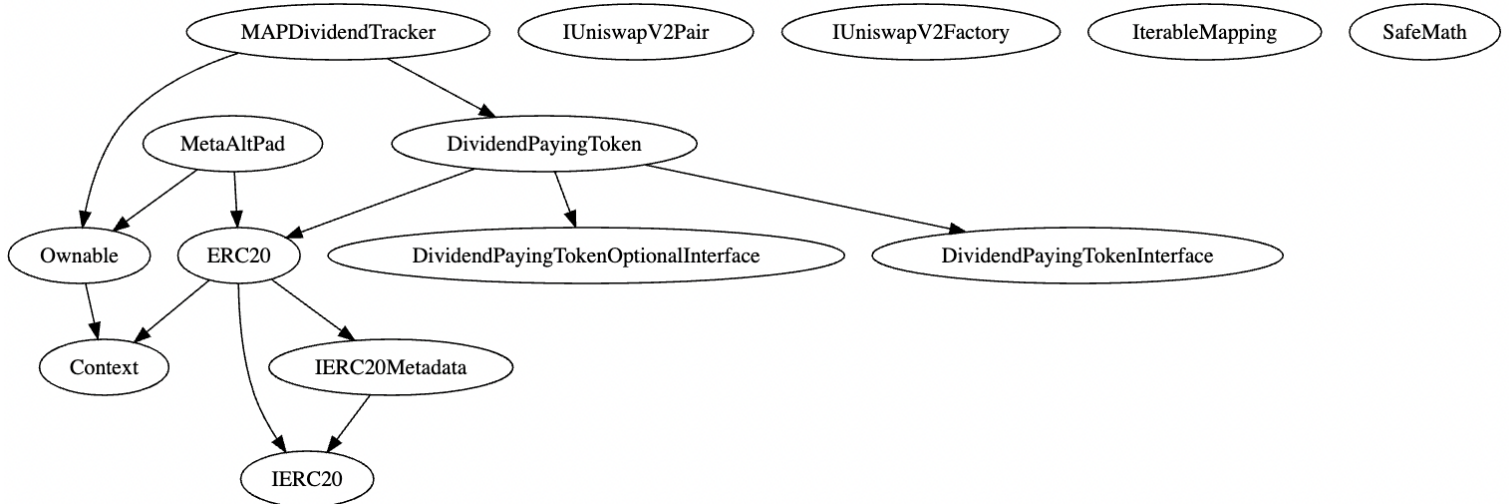 MAPDividendTracker
IUniswapV2Pair
IUniswapV2Factory
IterableMapping
SafeMath
MetaAltPad
DividendPayingToken
Ownable
ERC20
DividendPayingTokenOptionalInterface
DividendPayingTokenInterface
Context
IERC20Metadata
IERC20